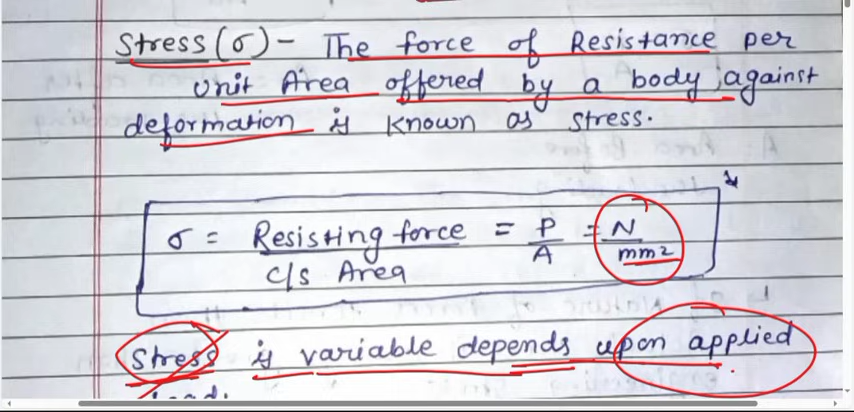 Stress (σ) - The force of Resistance per
unit Area offered by a body against
deformation is known as stress.
σ = Resisting force / c/s Area = P/A = N/mm2
Stress is variable depends upon applied